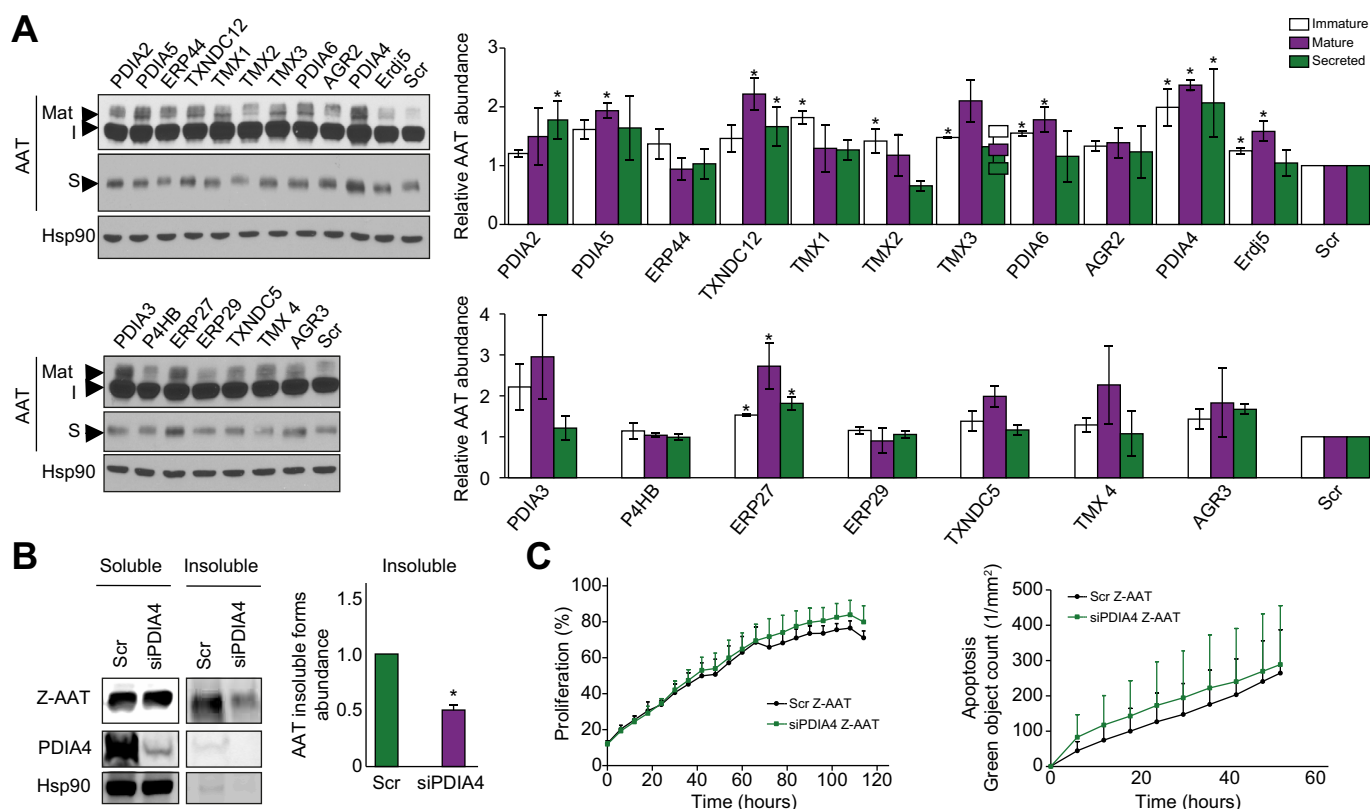 A
PDIA2
PDIA5
ERP44
TXNDC12
TMX1
TMX2
TMX3
PDIA6
AGR2
PDIA4
Erdj5
Scr
AAT
Mat
I
S
Hsp90
Relative AAT abundance
3
2
1
0
PDIA2
PDIA5
ERP44
TXNDC12
TMX1
TMX2
TMX3
PDIA6
AGR2
PDIA4
Erdj5
Scr
* * * * * * * * * * * * * *
Immature
Mature
Secreted
PDIA3
P4HB
ERP27
ERP29
TXNDC5
TMX 4
AGR3
Scr
AAT
Mat
I
S
Hsp90
Relative AAT abundance
4
3
2
1
0
* * *
PDIA3
P4HB
ERP27
ERP29
TXNDC5
TMX 4
AGR3
Scr
B
Soluble Insoluble
Scr siPDIA4 Scr siPDIA4
Z-AAT
PDIA4
Hsp90
Insoluble
AAT insoluble forms
abundance
1.5
1.0
0.5
0
*
Scr siPDIA4
C
Proliferation (%)
100
80
60
40
20
0
Scr Z-AAT
siPDIA4 Z-AAT
0 20 40 60 80 100 120
Time (hours)
Apoptosis
Green object count (1/mm²)
500
400
300
200
100
0
Scr Z-AAT
siPDIA4 Z-AAT
0 20 40 60
Time (hours)